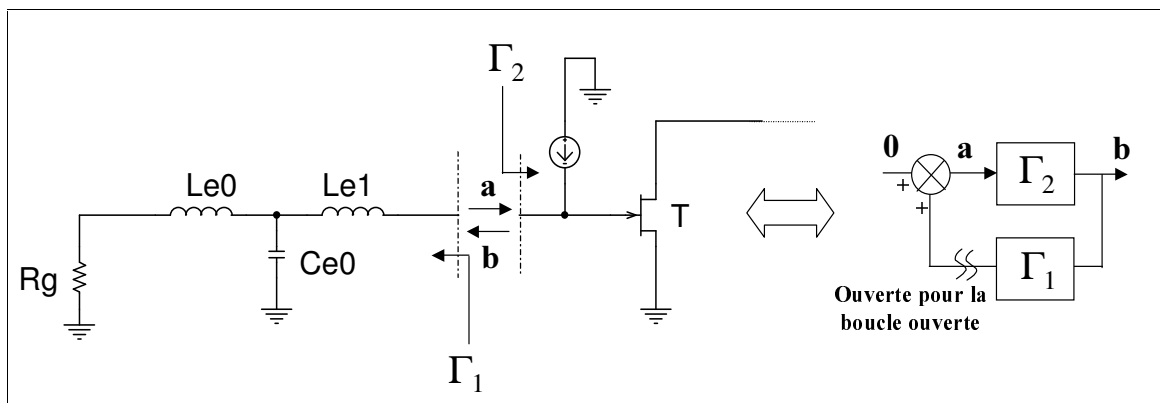 Γ2
Le0
Le1
a
b
Rg
Ce0
T
Γ1
0
a
b
+
Γ2
+
Γ1
Ouverte pour la
boucle ouverte